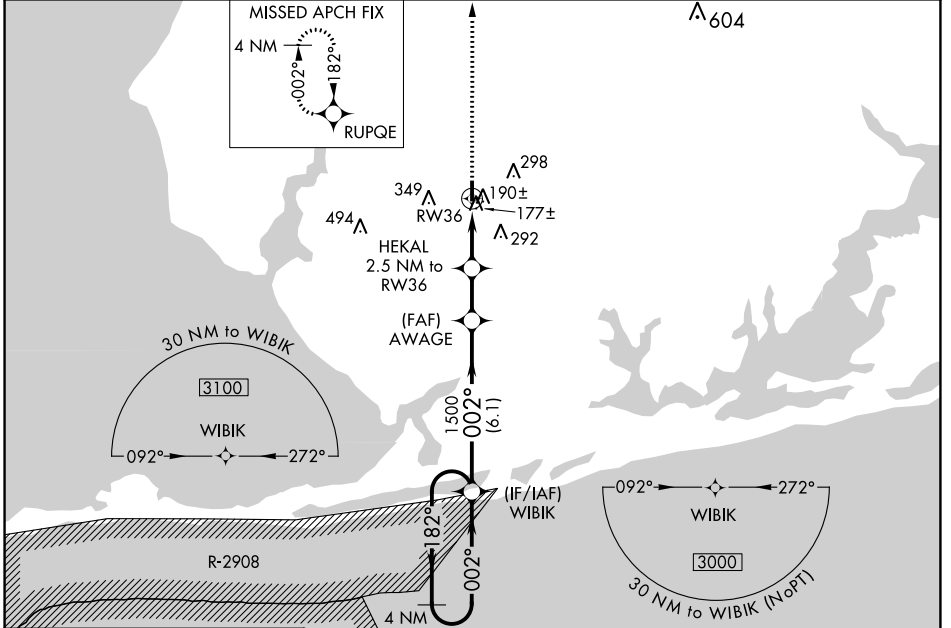 MISSED APCH FIX
4 NM
002°
182°
RUPQE
604
298
349
RW36
190±
177±
494
292
HEKAL
2.5 NM to
RW36
(FAF)
AWAGE
30 NM to WIBIK
3100
WIBIK
092°
272°
1500
002°
(6.1)
(IF/IAF)
WIBIK
182°
002°
4 NM
R-2908
092°
272°
WIBIK
3000
30 NM to WIBIK (NoPT)